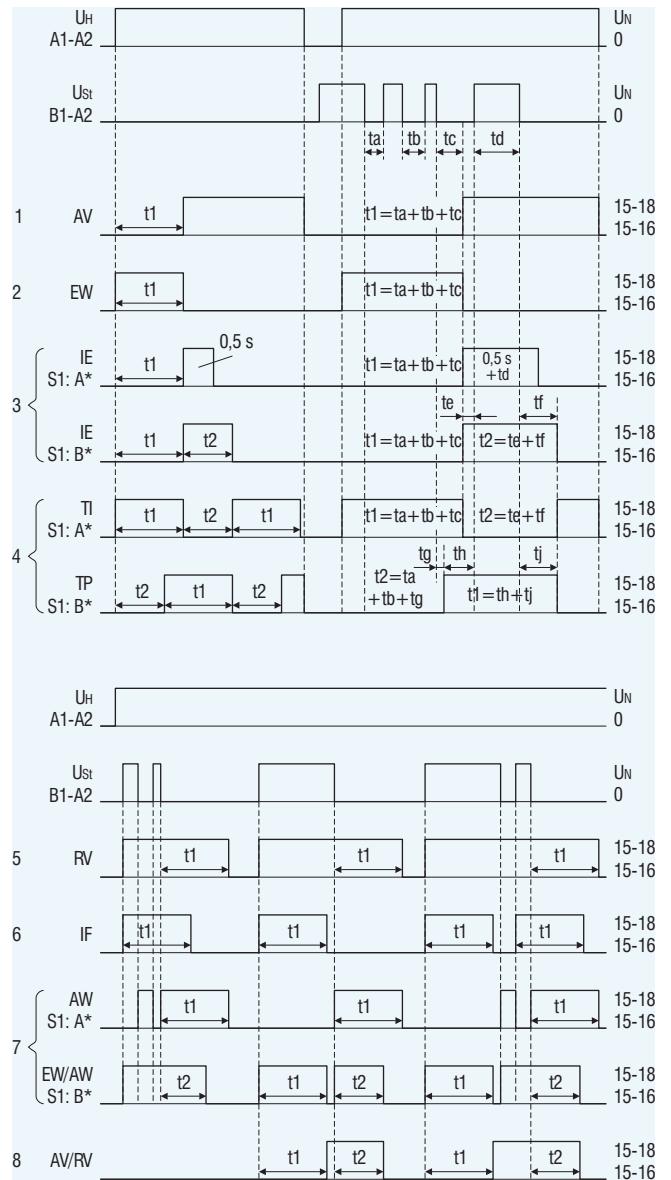 UH UN
A1-A2 0
USt UN
B1-A2 0
ta tb tc td
1 AV t1 t1=ta+tb+tc 15-18
15-16
2 EW t1 t1=ta+tb+tc 15-18
15-16
3
IE t1 0,5 s t1=ta+tb+tc 0,5 s +td 15-18
S1: A* 15-16
te tf
IE t1 t2 t1=ta+tb+tc t2=te+tf 15-18
S1: B* 15-16
4
TI t1 t2 t1 t1=ta+tb+tc t2=te+tf 15-18
S1: A* 15-16
tg th tj
TP t2 t1 t2 t2=ta +tb+tg t1=th+tj 15-18
S1: B* 15-16
UH UN
A1-A2 0
USt UN
B1-A2 0
5 RV t1 t1 t1 15-18
15-16
6 IF t1 t1 t1 t1 15-18
15-16
7
AW t1 t1 t1 15-18
S1: A* 15-16
EW/AW t2 t1 t2 t1 t2 15-18
S1: B* 15-16
8 AV/RV t1 t2 t1 t2 15-18
15-16